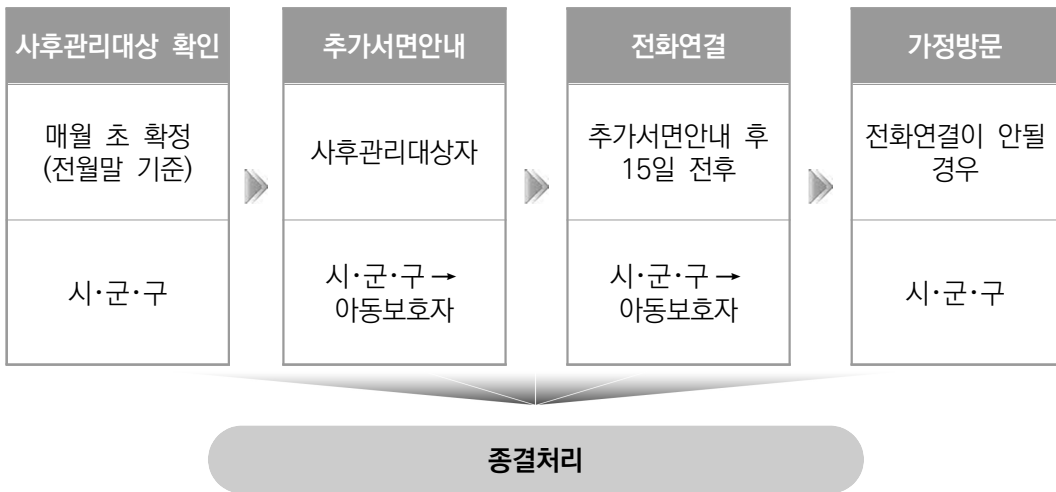 사후관리대상 확인
매월 초 확정
(전월말 기준)
시·군·구
추가서면안내
사후관리대상자
시·군·구 →
아동보호자
전화연결
추가서면안내 후
15일 전후
시·군·구 →
아동보호자
가정방문
전화연결이 안될
경우
시·군·구
종결처리